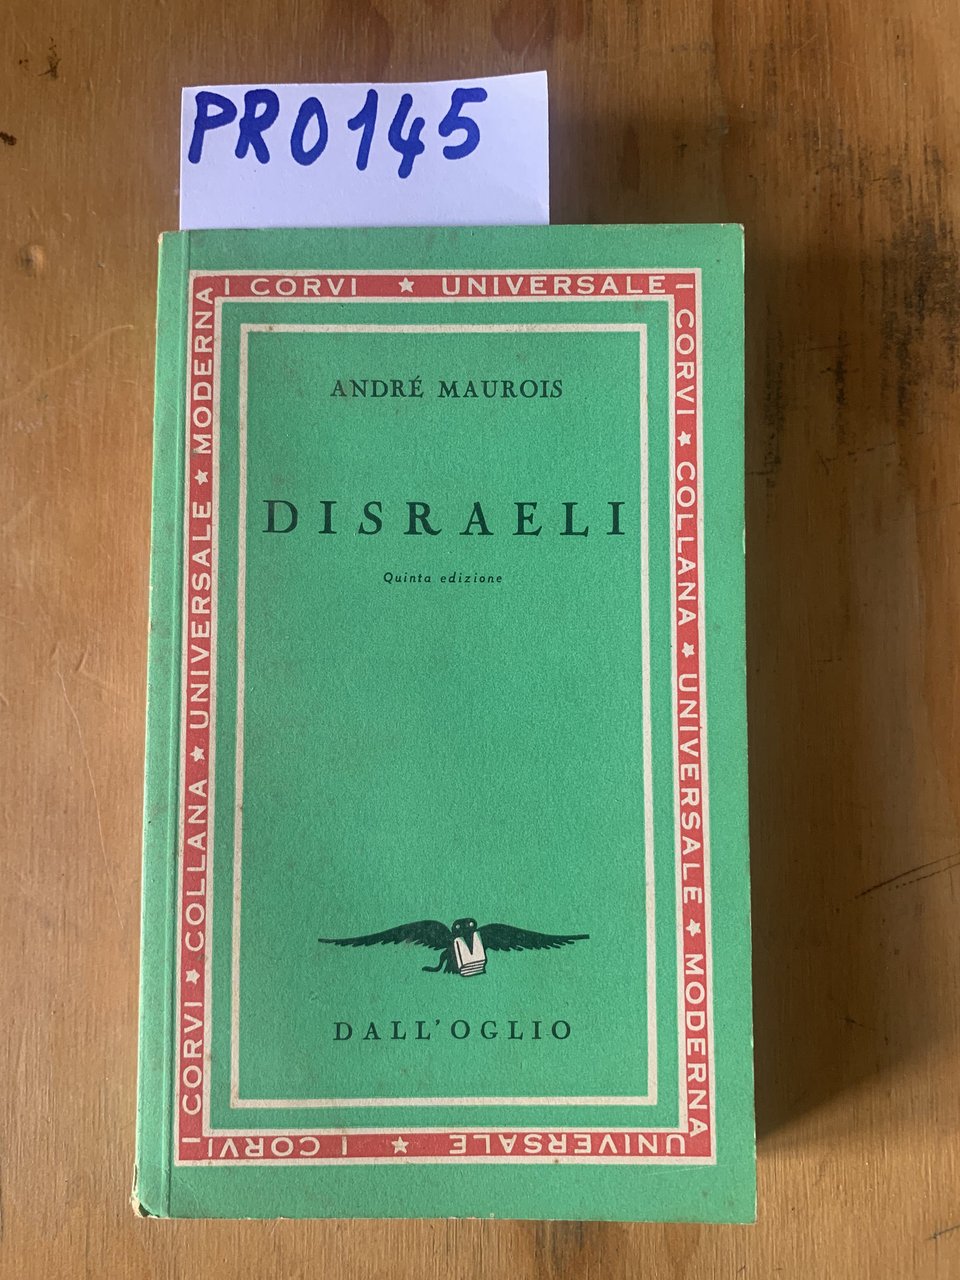 PRO145
I CORVI ★ UNIVERSALE
I CORVI ★ COLLANA ★ UNIVERSALE ★ MODERNA
UNIVERSALE ★ I CORVI
I CORVI ★ COLLANA ★ UNIVERSALE ★ MODERNA
ANDRÉ MAUROIS
DISRAELI
Quinta edizione
DALL'OGLIO